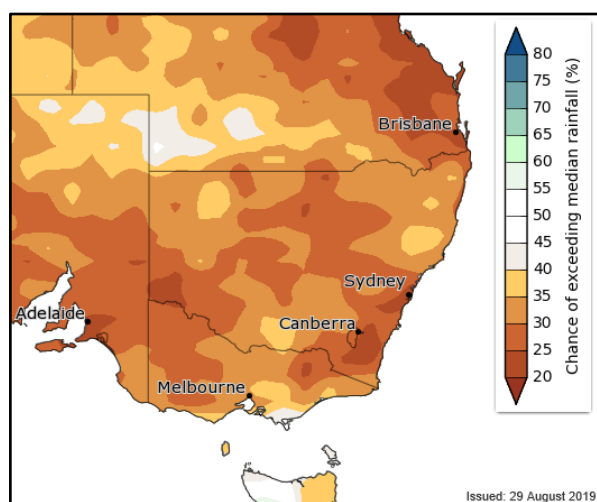 Brisbane
Sydney
Adelaide
Canberra
Melbourne
80
75
70
65
60
55
50
45
40
35
30
25
20
Chance of exceeding median rainfall (%)
Issued: 29 August 2019